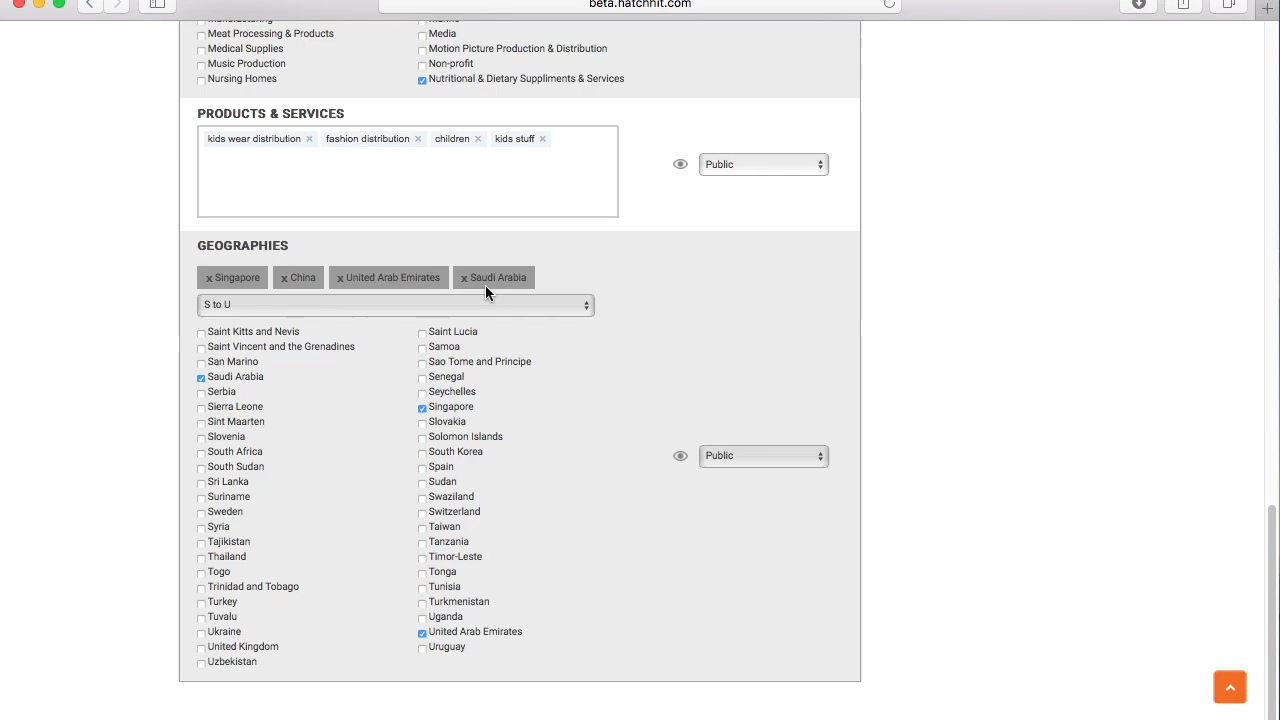 beta.hatchhit.com
Manufacturing Marine
Meat Processing & Products Media
Medical Supplies Motion Picture Production & Distribution
Music Production Non-profit
Nursing Homes Nutritional & Dietary Suppliments & Services
PRODUCTS & SERVICES
kids wear distribution × fashion distribution × children × kids stuff ×
Public
GEOGRAPHIES
x Singapore x China x United Arab Emirates x Saudi Arabia
S to U
Saint Kitts and Nevis Saint Lucia
Saint Vincent and the Grenadines Samoa
San Marino Sao Tome and Principe
Saudi Arabia Senegal
Serbia Seychelles
Sierra Leone Singapore
Sint Maarten Slovakia
Slovenia Solomon Islands
South Africa South Korea
Public
South Sudan Spain
Sri Lanka Sudan
Suriname Swaziland
Sweden Switzerland
Syria Taiwan
Tajikistan Tanzania
Thailand Timor-Leste
Togo Tonga
Trinidad and Tobago Tunisia
Turkey Turkmenistan
Tuvalu Uganda
Ukraine United Arab Emirates
United Kingdom Uruguay
Uzbekistan